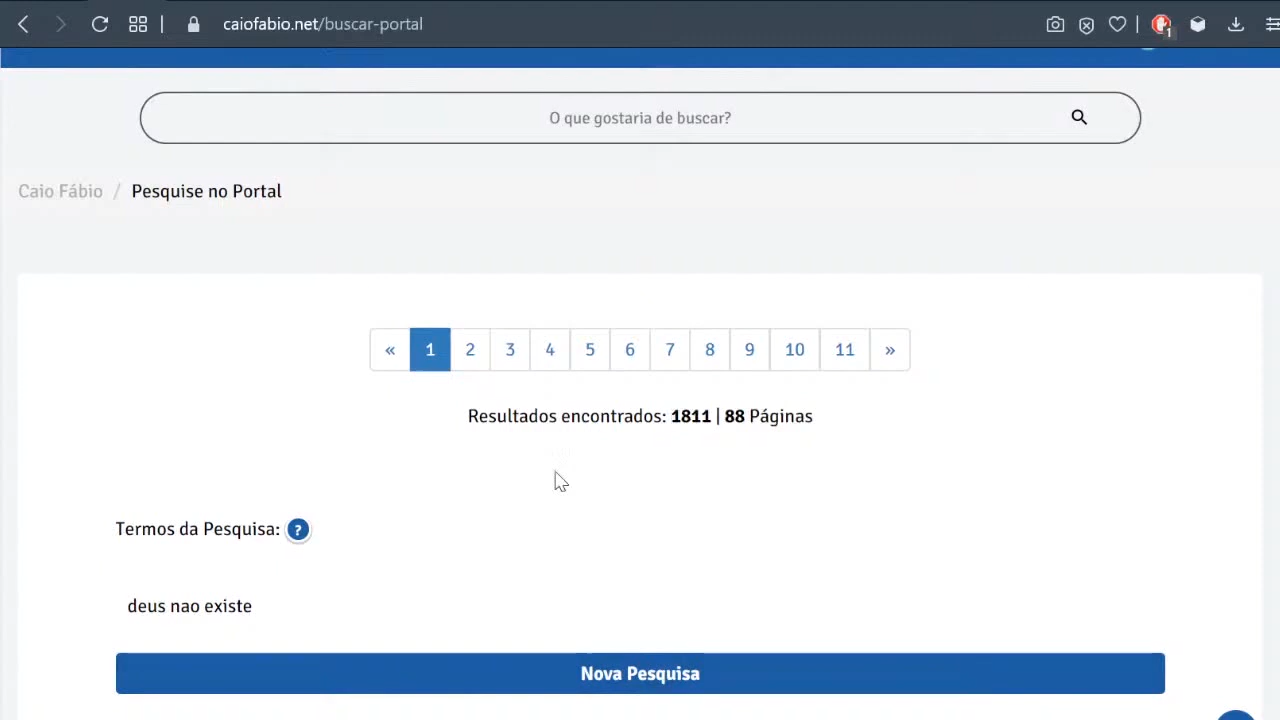 caiofabio.net/buscar-portal
1
O que gostaria de buscar?
Caio Fábio / Pesquise no Portal
« 1 2 3 4 5 6 7 8 9 10 11 »
Resultados encontrados: 1811 | 88 Páginas
Termos da Pesquisa: ?
deus nao existe
Nova Pesquisa